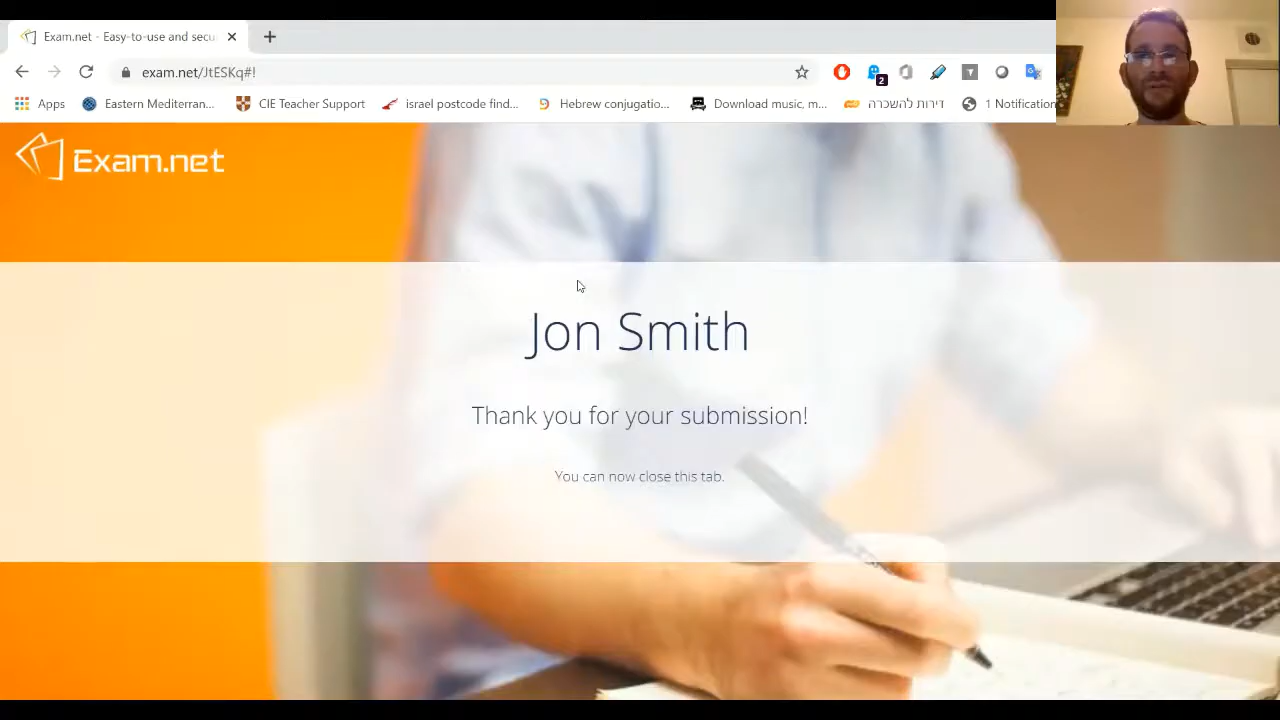 Exam.net - Easy-to-use and secu
exam.net/JtESKq#!
2
Apps
Eastern Mediterran...
CIE Teacher Support
israel postcode find...
Hebrew conjugatio...
Download music, m...
דירות להשכרה
1 Notification
Exam.net
Jon Smith
Thank you for your submission!
You can now close this tab.